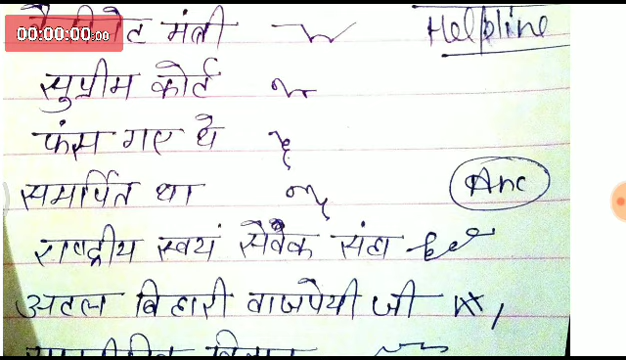 00:00:00:00
मंत्री Helpline
सुप्रीम कोर्ट
फंस गए थे
समर्पित था Anc
राष्ट्रीय स्वयं सेवक संघ
अटल बिहारी वाजपेयी जी